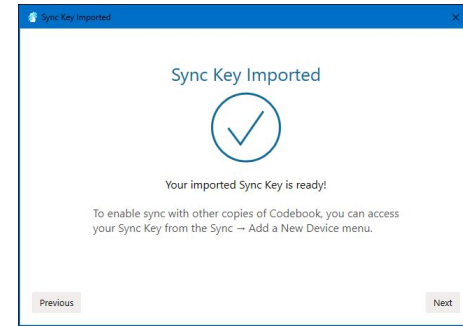 Sync Key Imported
Sync Key Imported
Your imported Sync Key is ready!
To enable sync with other copies of Codebook, you can access
your Sync Key from the Sync → Add a New Device menu.
Previous
Next